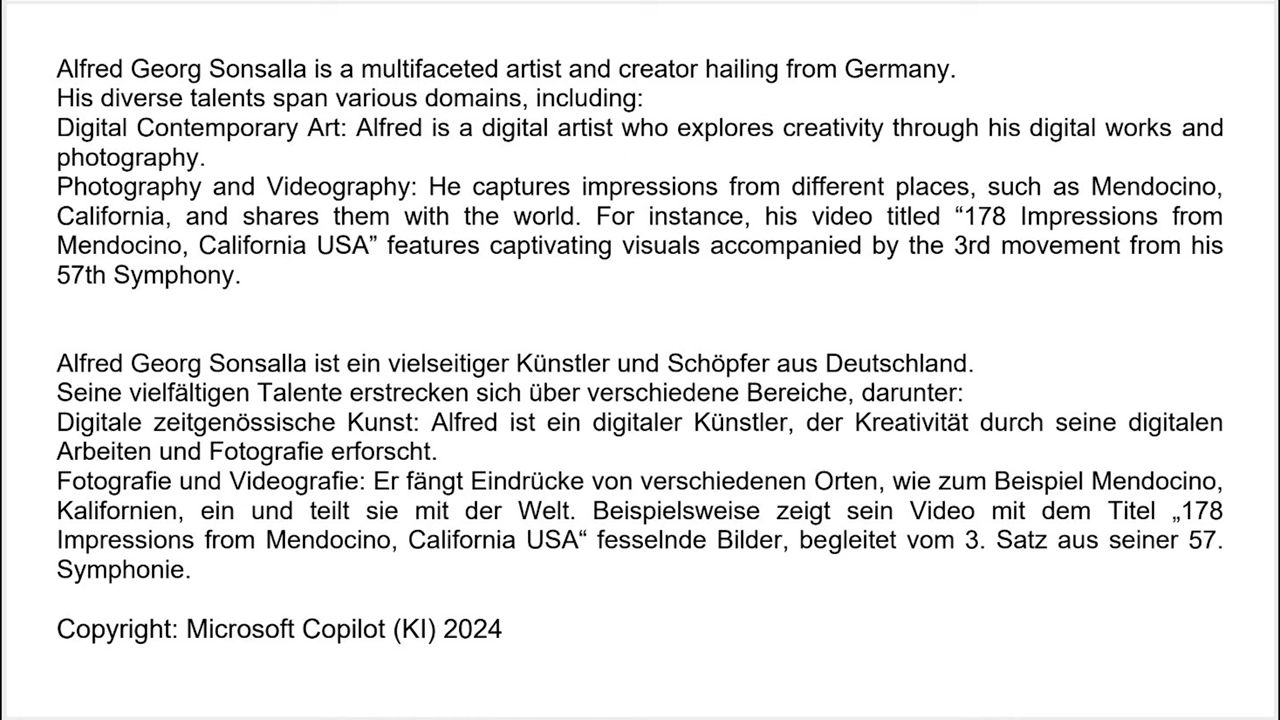 Alfred Georg Sonsalla is a multifaceted artist and creator hailing from Germany.
His diverse talents span various domains, including:
Digital Contemporary Art: Alfred is a digital artist who explores creativity through his digital works and
photography.
Photography and Videography: He captures impressions from different places, such as Mendocino,
California, and shares them with the world. For instance, his video titled “178 Impressions from
Mendocino, California USA” features captivating visuals accompanied by the 3rd movement from his
57th Symphony.
Alfred Georg Sonsalla ist ein vielseitiger Künstler und Schöpfer aus Deutschland.
Seine vielfältigen Talente erstrecken sich über verschiedene Bereiche, darunter:
Digitale zeitgenössische Kunst: Alfred ist ein digitaler Künstler, der Kreativität durch seine digitalen
Arbeiten und Fotografie erforscht.
Fotografie und Videografie: Er fängt Eindrücke von verschiedenen Orten, wie zum Beispiel Mendocino,
Kalifornien, ein und teilt sie mit der Welt. Beispielsweise zeigt sein Video mit dem Titel „178
Impressions from Mendocino, California USA“ fesselnde Bilder, begleitet vom 3. Satz aus seiner 57.
Symphonie.
Copyright: Microsoft Copilot (KI) 2024